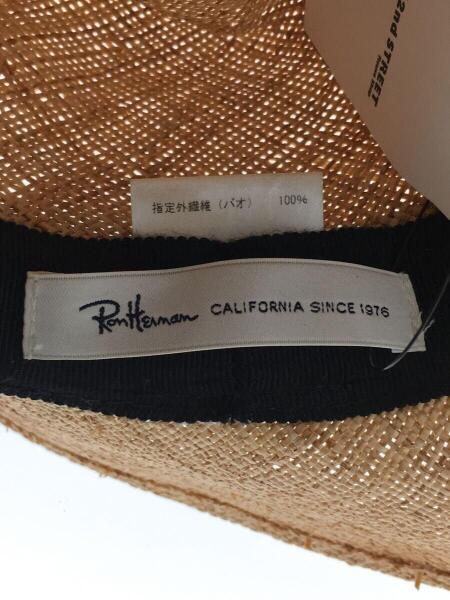 2nd STREET
指定外繊維（バオ） 100%
Ron Herman CALIFORNIA SINCE 1976